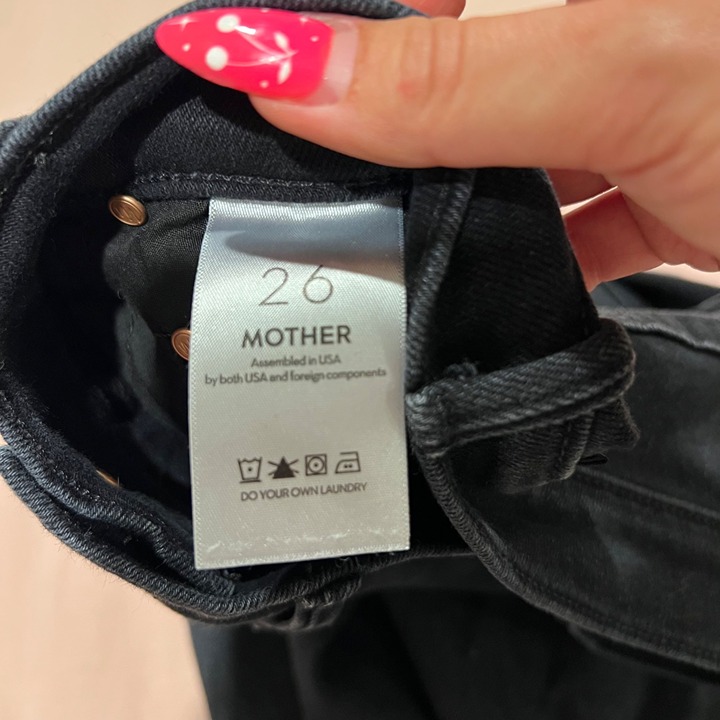 26
MOTHER
Assembled in USA
by both USA and foreign components
DO YOUR OWN LAUNDRY